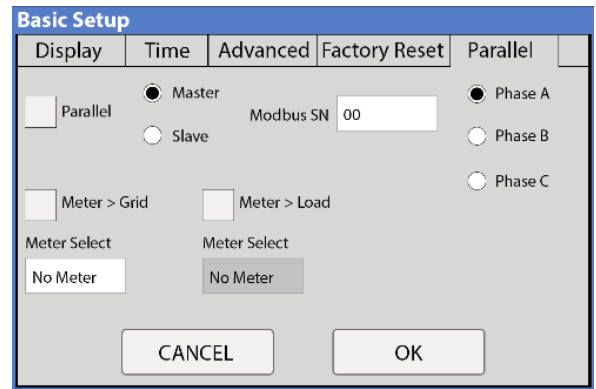 Basic Setup
Display Time Advanced Factory Reset Parallel
Parallel
Master
Slave
Modbus SN 00
Phase A
Phase B
Phase C
Meter > Grid
Meter > Load
Meter Select
No Meter
Meter Select
No Meter
CANCEL OK